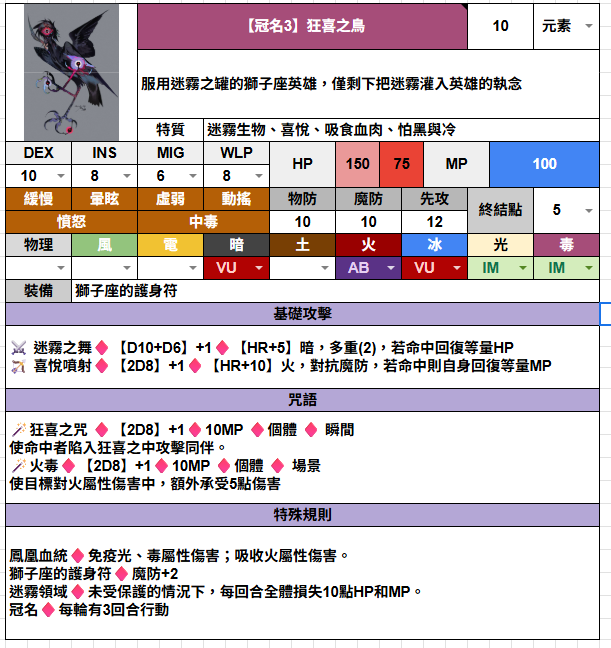 【冠名3】狂喜之鳥 10 元素
服用迷霧之罐的獅子座英雄，僅剩下把迷霧灌入英雄的執念
特質 迷霧生物、喜悅、吸食血肉、怕黑與冷
DEX INS MIG WLP HP 150 75 MP 100
10 8 6 8
緩慢 暈眩 虛弱 動搖 物防 魔防 先攻 終結點 5
憤怒 中毒 10 10 12
物理 風 電 暗 土 火 冰 光 毒
VU AB VU IM IM
裝備 獅子座的護身符
基礎攻擊
迷霧之舞♦【D10+D6】+1♦【HR+5】暗，多重(2)，若命中回復等量HP
喜悅噴射♦【2D8】+1♦【HR+10】火，對抗魔防，若命中則自身回復等量MP
咒語
狂喜之咒♦【2D8】+1♦10MP♦個體♦瞬間
使命中者陷入狂喜之中攻擊同伴。
火毒♦【2D8】+1♦10MP♦個體♦場景
使目標對火屬性傷害中，額外承受5點傷害
特殊規則
鳳凰血統♦免疫光、毒屬性傷害；吸收火屬性傷害。
獅子座的護身符♦魔防+2
迷霧領域♦未受保護的情況下，每回合全體損失10點HP和MP。
冠名♦每輪有3回合行動